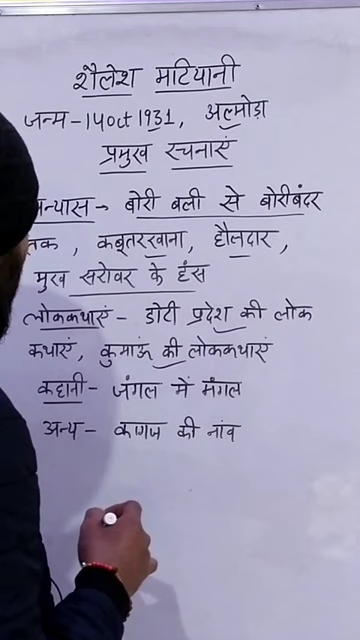 शैलेश मटियानी
जन्म - 14 oct 1931, अल्मोड़ा
प्रमुख रचनाएं
न्यास → बोरी बली से बोरीबंदर
तक, कबूतरखाना, हौलदार,
मुख सरोवर के हंस
लोककथाएं - डोटी प्रदेश की लोक
कथाएं, कुमाऊं की लोककथाएं
कहानी - जंगल में मंगल
अन्य - कागज की नांव